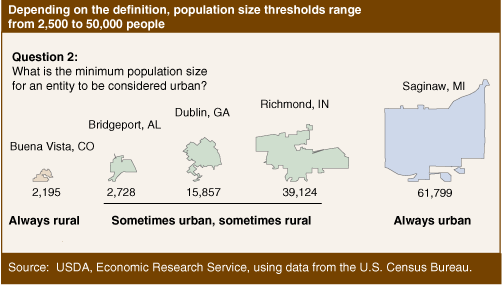 Depending on the definition, population size thresholds range
from 2,500 to 50,000 people
Question 2:
What is the minimum population size
for an entity to be considered urban?
Buena Vista, CO
Bridgeport, AL
Dublin, GA
Richmond, IN
Saginaw, MI
2,195
2,728
15,857
39,124
61,799
Always rural
Sometimes urban, sometimes rural
Always urban
Source: USDA, Economic Research Service, using data from the U.S. Census Bureau.